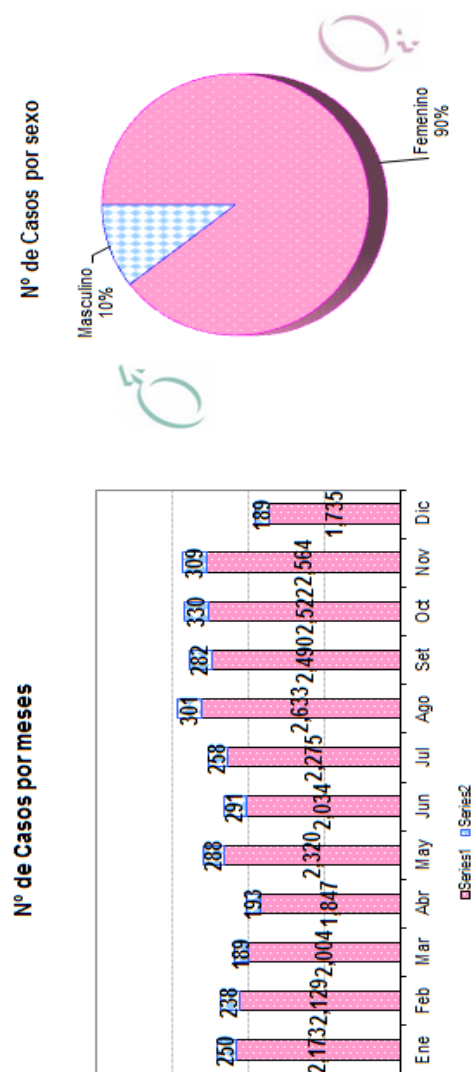 Nº de Casos por sexo
Masculino
10%
Femenino
90%
Nº de Casos por meses
250
238
189
193
288
291
258
301
282
330
309
189
2,173
2,129
2,004
1,847
2,320
2,034
2,275
2,633
2,490
2,522
2,564
1,735
Ene
Feb
Mar
Abr
May
Jun
Jul
Ago
Set
Oct
Nov
Dic
Series1
Series2